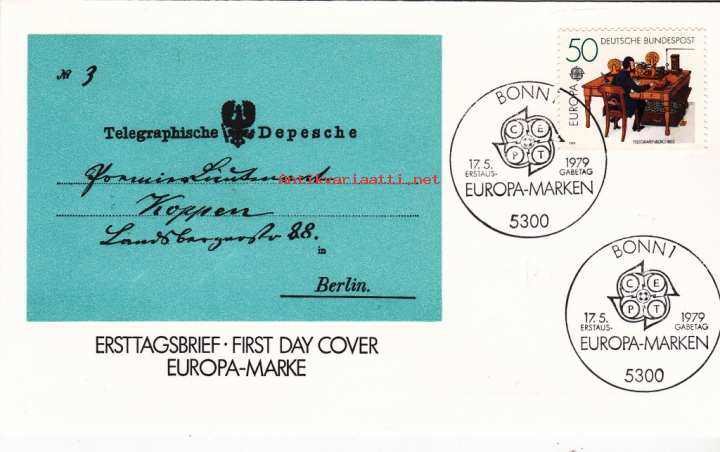 № 3
Telegraphische Depesche
Premier Lieutenant
Koppen
Landsbergerstr 88.
in
Berlin.
antikvariaatti.net
ERSTTAGSBRIEF · FIRST DAY COVER
EUROPA-MARKE
50 DEUTSCHE BUNDESPOST
EUROPA
BONN 1
C E
P T
17.5. 1979
ERSTAUS- GABETAG
EUROPA-MARKEN
5300
BONN 1
C E
P T
17.5. 1979
ERSTAUS- GABETAG
EUROPA-MARKEN
5300